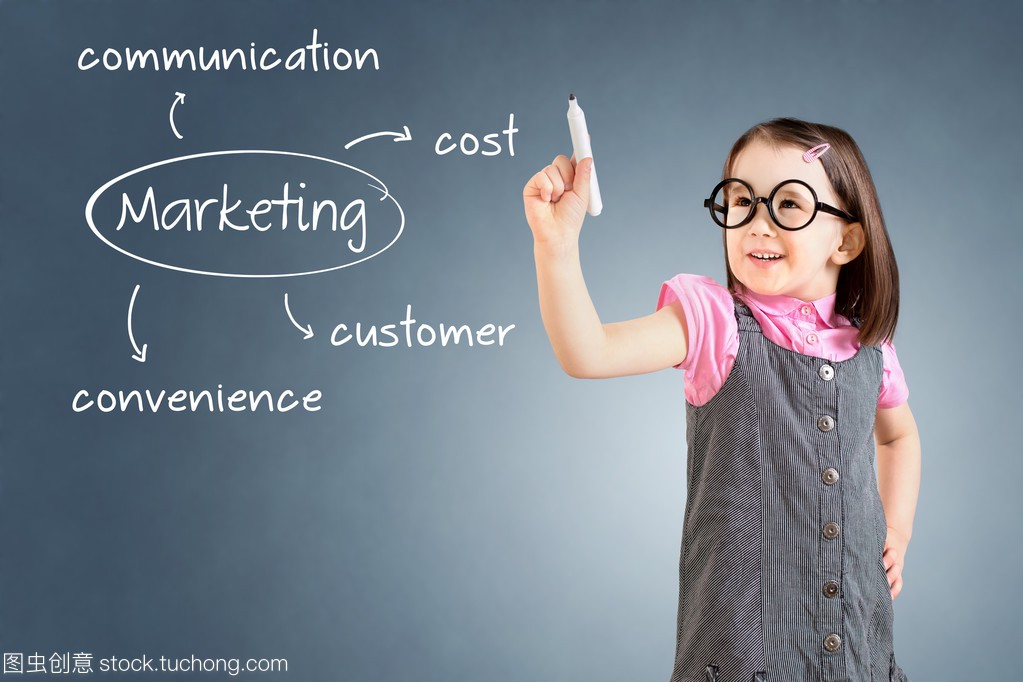 communication
cost
Marketing
customer
convenience
图虫创意 stock.tuchong.com